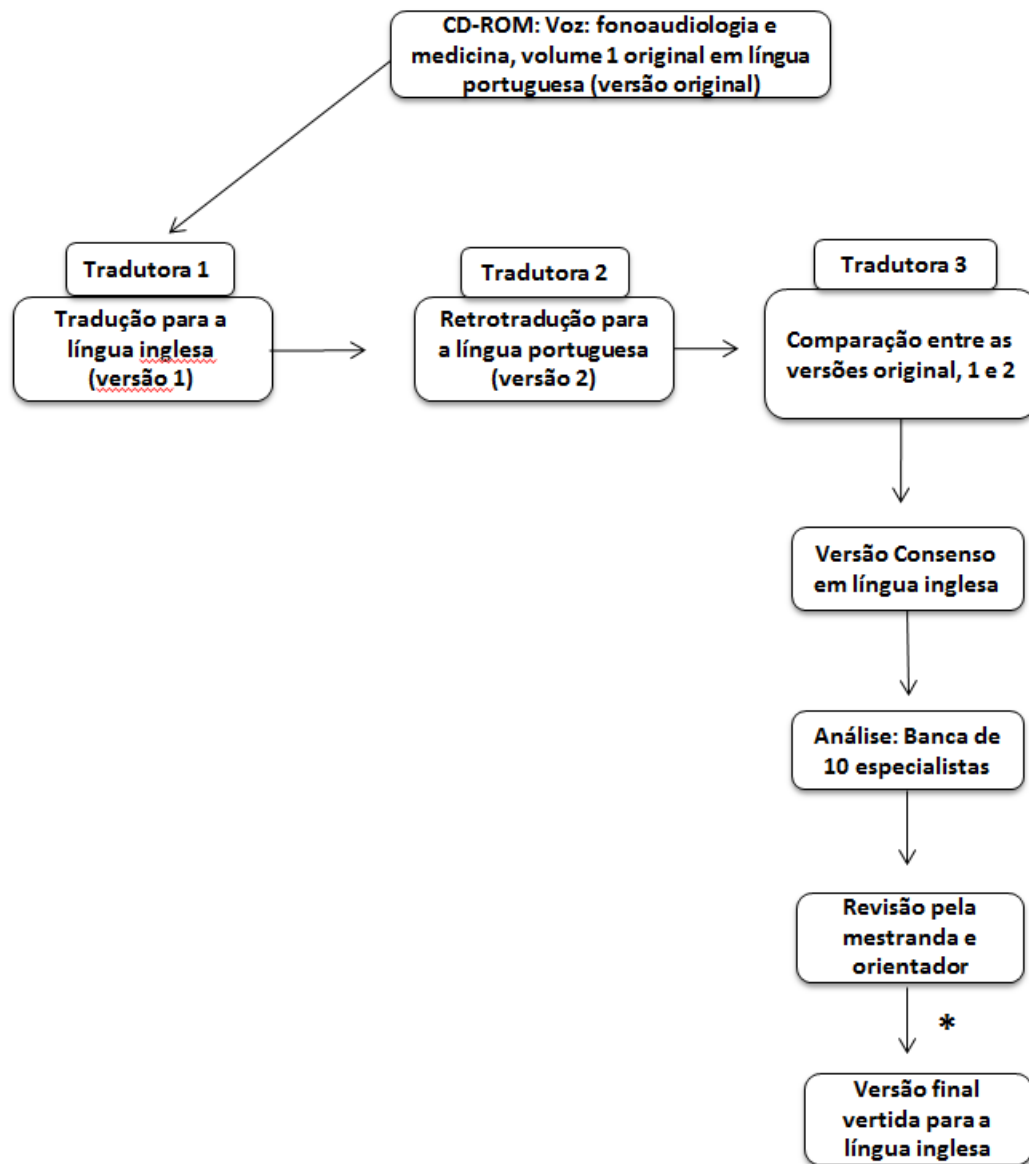 CD-ROM: Voz: fonoaudiologia e
medicina, volume 1 original em língua
portuguesa (versão original)
Tradutora 1
Tradução para a
língua inglesa
(versão 1)
Tradutora 2
Retrotradução para
a língua portuguesa
(versão 2)
Tradutora 3
Comparação entre as
versões original, 1 e 2
Versão Consenso
em língua inglesa
Análise: Banca de
10 especialistas
Revisão pela
mestranda e
orientador
*
Versão final
vertida para a
língua inglesa